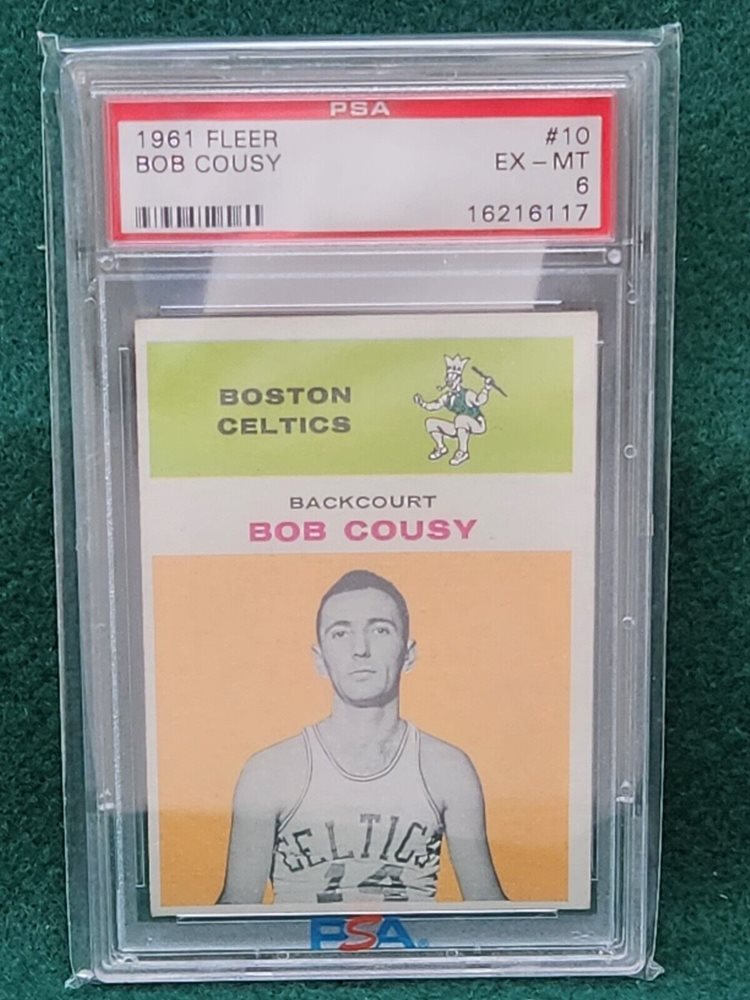 PSA
1961 FLEER #10
BOB COUSY EX-MT
6
16216117
BOSTON
CELTICS
BACKCOURT
BOB COUSY
CELTICS
14
PSA